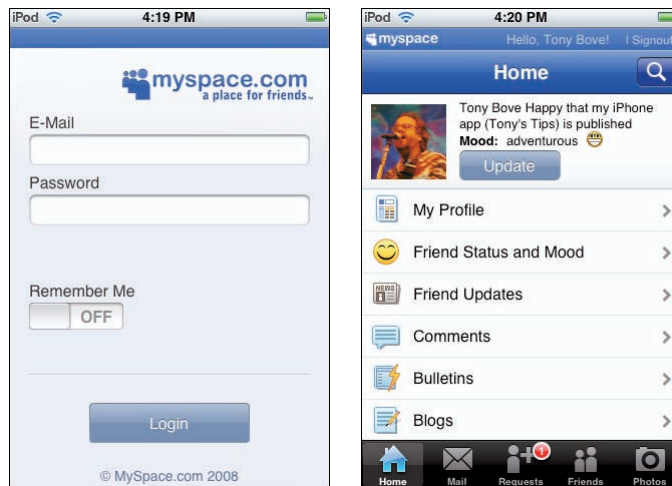 iPod 4:19 PM
myspace.com
a place for friends™
E-Mail
Password
Remember Me
OFF
Login
© MySpace.com 2008
iPod 4:20 PM
myspace Hello, Tony Bove! | Signout
Home
Tony Bove Happy that my iPhone
app (Tony's Tips) is published
Mood: adventurous
Update
My Profile
Friend Status and Mood
NEWS
Friend Updates
Comments
Bulletins
Blogs
1
Home Mail Requests Friends Photos